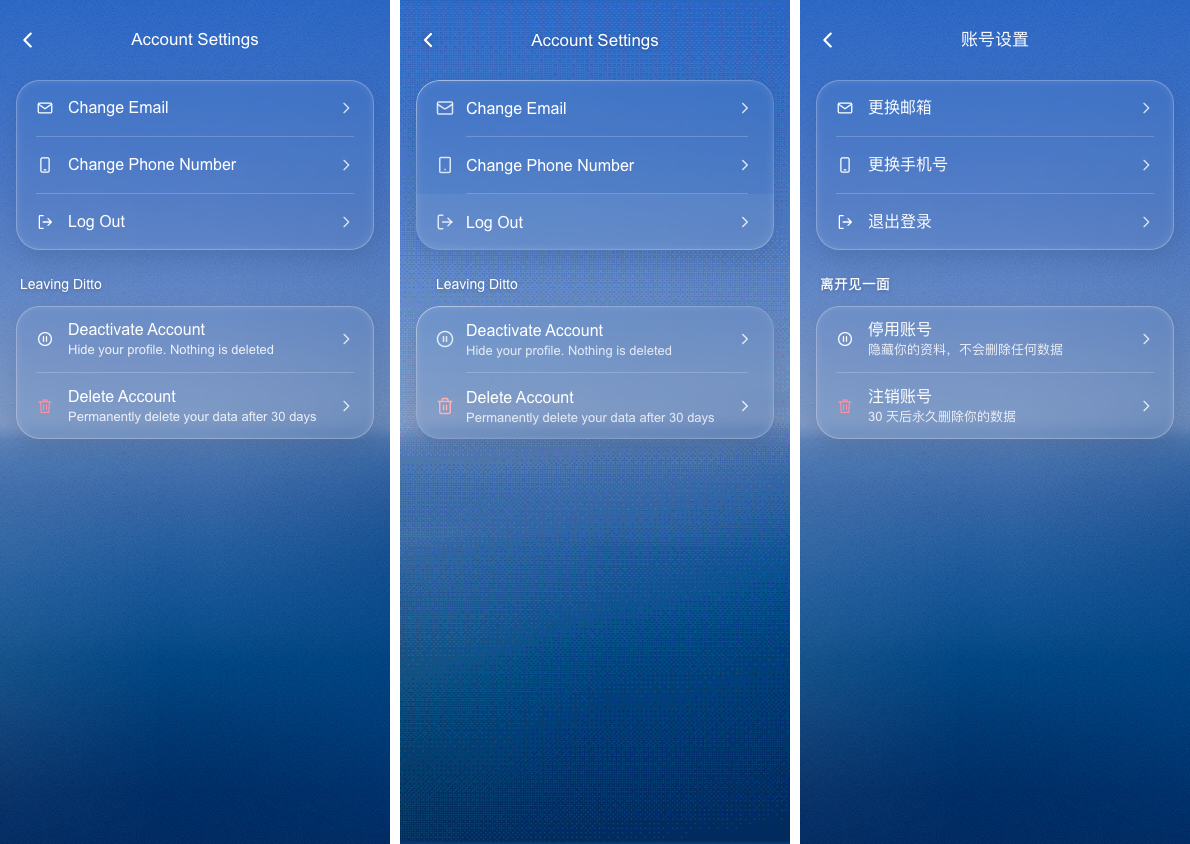 Account Settings
Change Email
Change Phone Number
Log Out
Leaving Ditto
Deactivate Account
Hide your profile. Nothing is deleted
Delete Account
Permanently delete your data after 30 days
Account Settings
Change Email
Change Phone Number
Log Out
Leaving Ditto
Deactivate Account
Hide your profile. Nothing is deleted
Delete Account
Permanently delete your data after 30 days
账号设置
更换邮箱
更换手机号
退出登录
离开见一面
停用账号
隐藏你的资料，不会删除任何数据
注销账号
30 天后永久删除你的数据